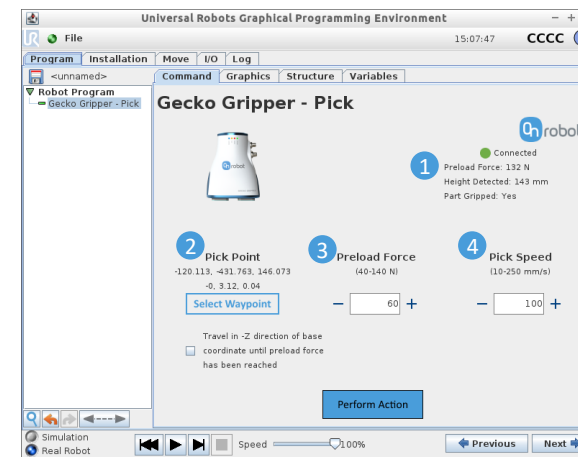 Universal Robots Graphical Programming Environment
File
15:07:47
CCCC
Program
Installation
Move
I/O
Log
<unnamed>
Command
Graphics
Structure
Variables
Robot Program
Gecko Gripper - Pick
Gecko Gripper - Pick
OnRobot
On robot
1
Connected
Preload Force: 132 N
Height Detected: 143 mm
Part Gripped: Yes
2
Pick Point
-120.113, -431.763, 146.073
-0, 3.12, 0.04
Select Waypoint
3
Preload Force
(40-140 N)
60
4
Pick Speed
(10-250 mm/s)
100
Travel in -Z direction of base
coordinate until preload force
has been reached
Perform Action
Simulation
Real Robot
Speed
100%
Previous
Next